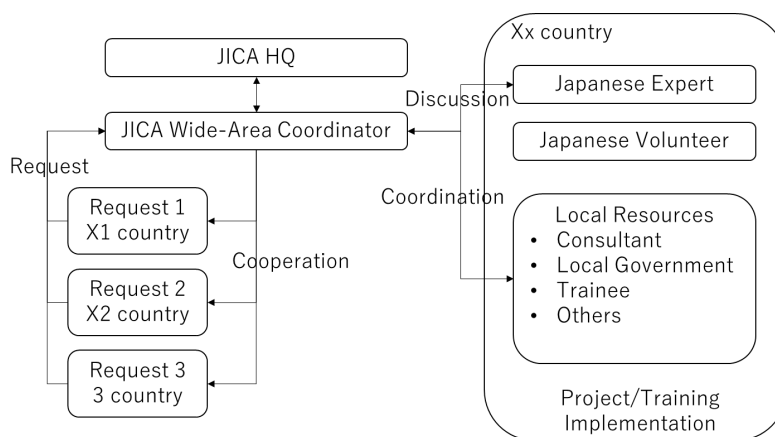 JICA HQ
JICA Wide-Area Coordinator
Request
Request 1
X1 country
Request 2
X2 country
Request 3
3 country
Cooperation
Discussion
Coordination
Xx country
Japanese Expert
Japanese Volunteer
Local Resources
• Consultant
• Local Government
• Trainee
• Others
Project/Training
Implementation